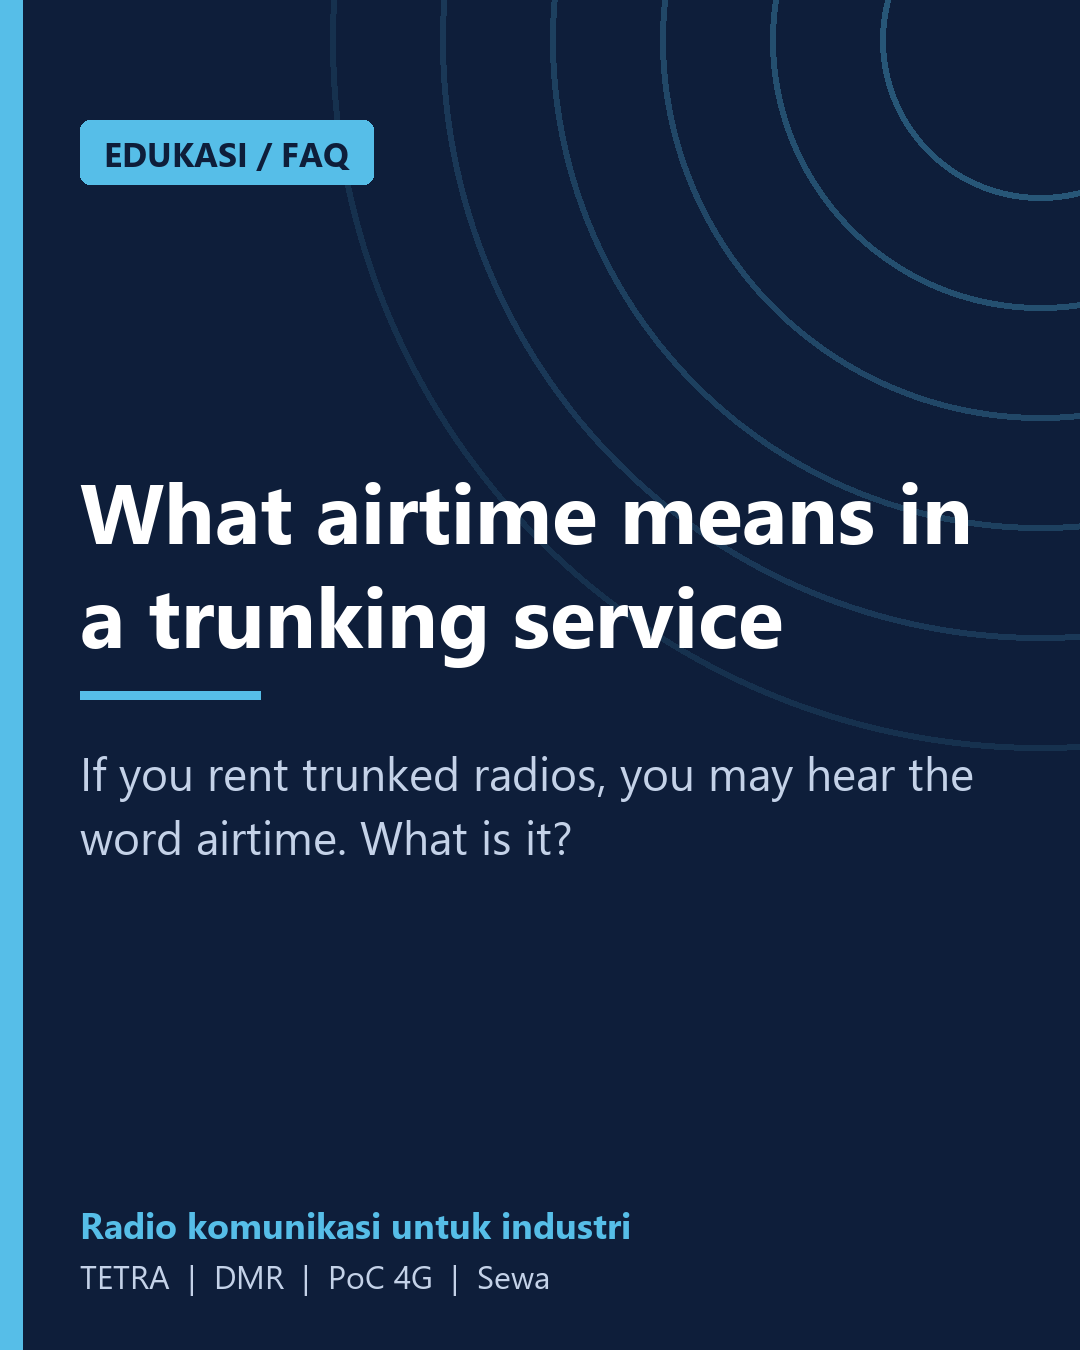 EDUKASI / FAQ
What airtime means in
a trunking service
If you rent trunked radios, you may hear the
word airtime. What is it?
Radio komunikasi untuk industri
TETRA | DMR | PoC 4G | Sewa